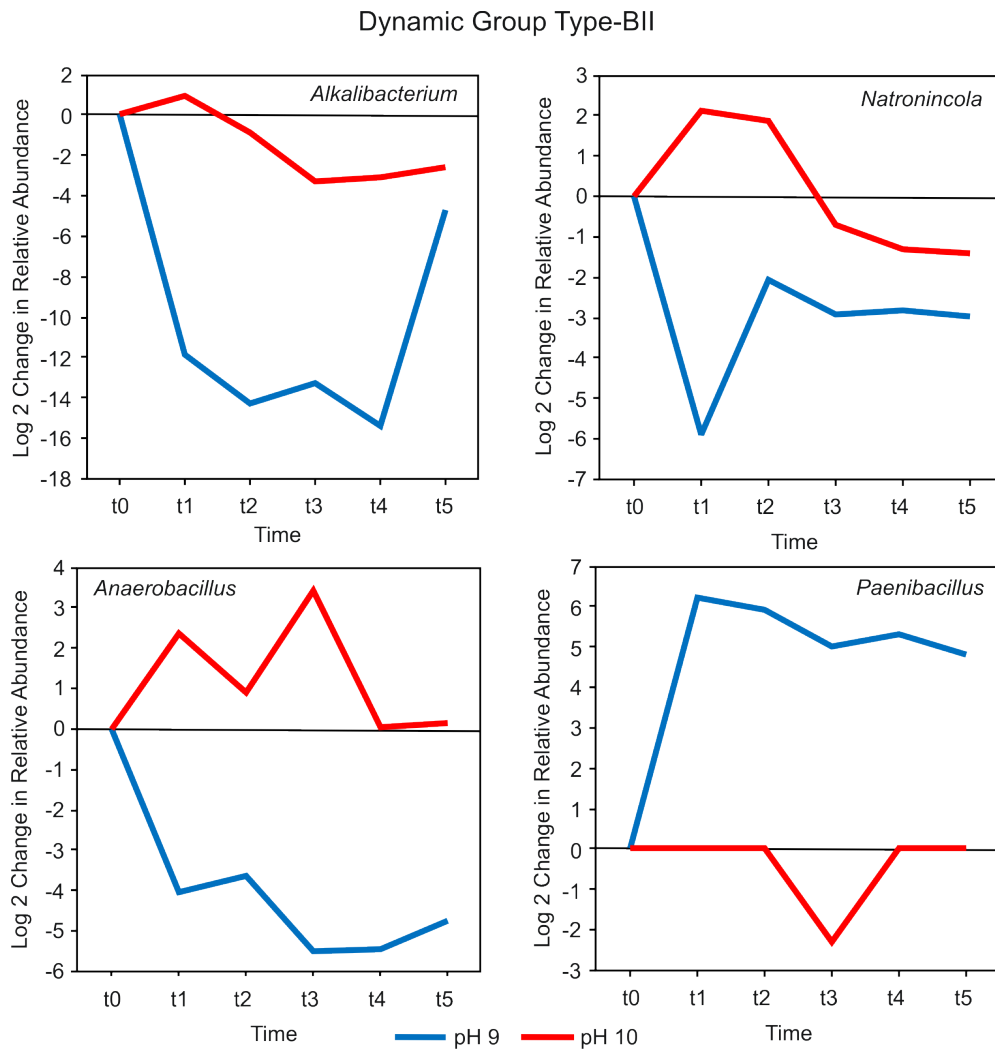 Dynamic Group Type-BII
Alkalibacterium
Log 2 Change in Relative Abundance
2
0
-2
-4
-6
-8
-10
-12
-14
-16
-18
t0 t1 t2 t3 t4 t5
Time
Natronincola
Log 2 Change in Relative Abundance
3
2
1
0
-1
-2
-3
-4
-5
-6
-7
t0 t1 t2 t3 t4 t5
Time
Anaerobacillus
Log 2 Change in Relative Abundance
4
3
2
1
0
-1
-2
-3
-4
-5
-6
t0 t1 t2 t3 t4 t5
Time
Paenibacillus
Log 2 Change in Relative Abundance
7
6
5
4
3
2
1
0
-1
-2
-3
t0 t1 t2 t3 t4 t5
Time
pH 9 pH 10